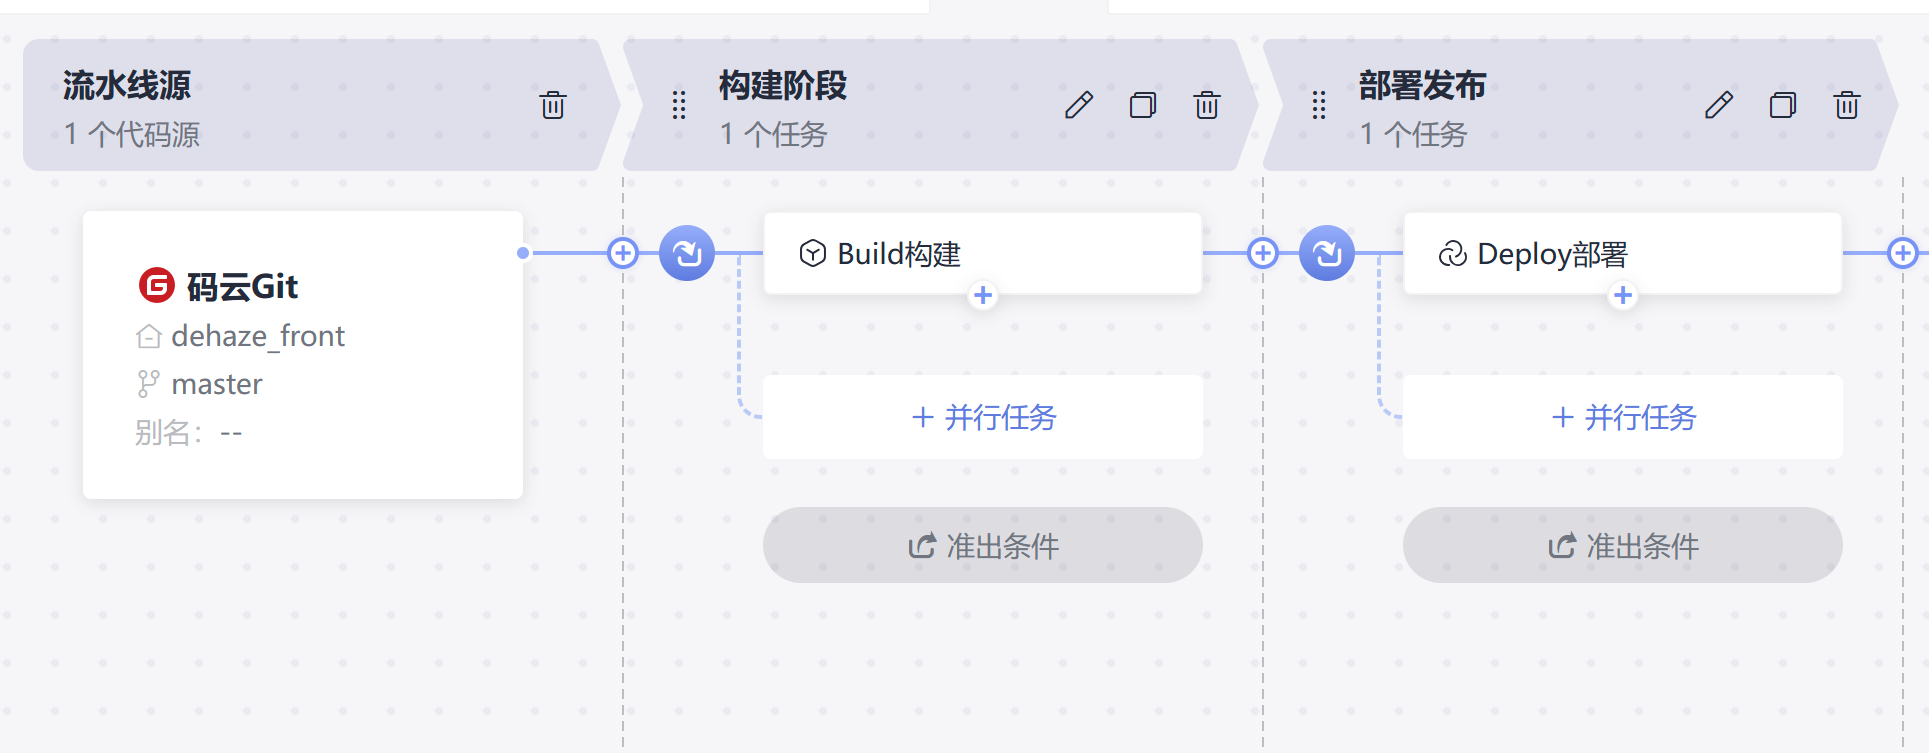 流水线源
1 个代码源
构建阶段
1 个任务
部署发布
1 个任务
码云Git
dehaze_front
master
别名： --
Build构建
并行任务
准出条件
Deploy部署
并行任务
准出条件